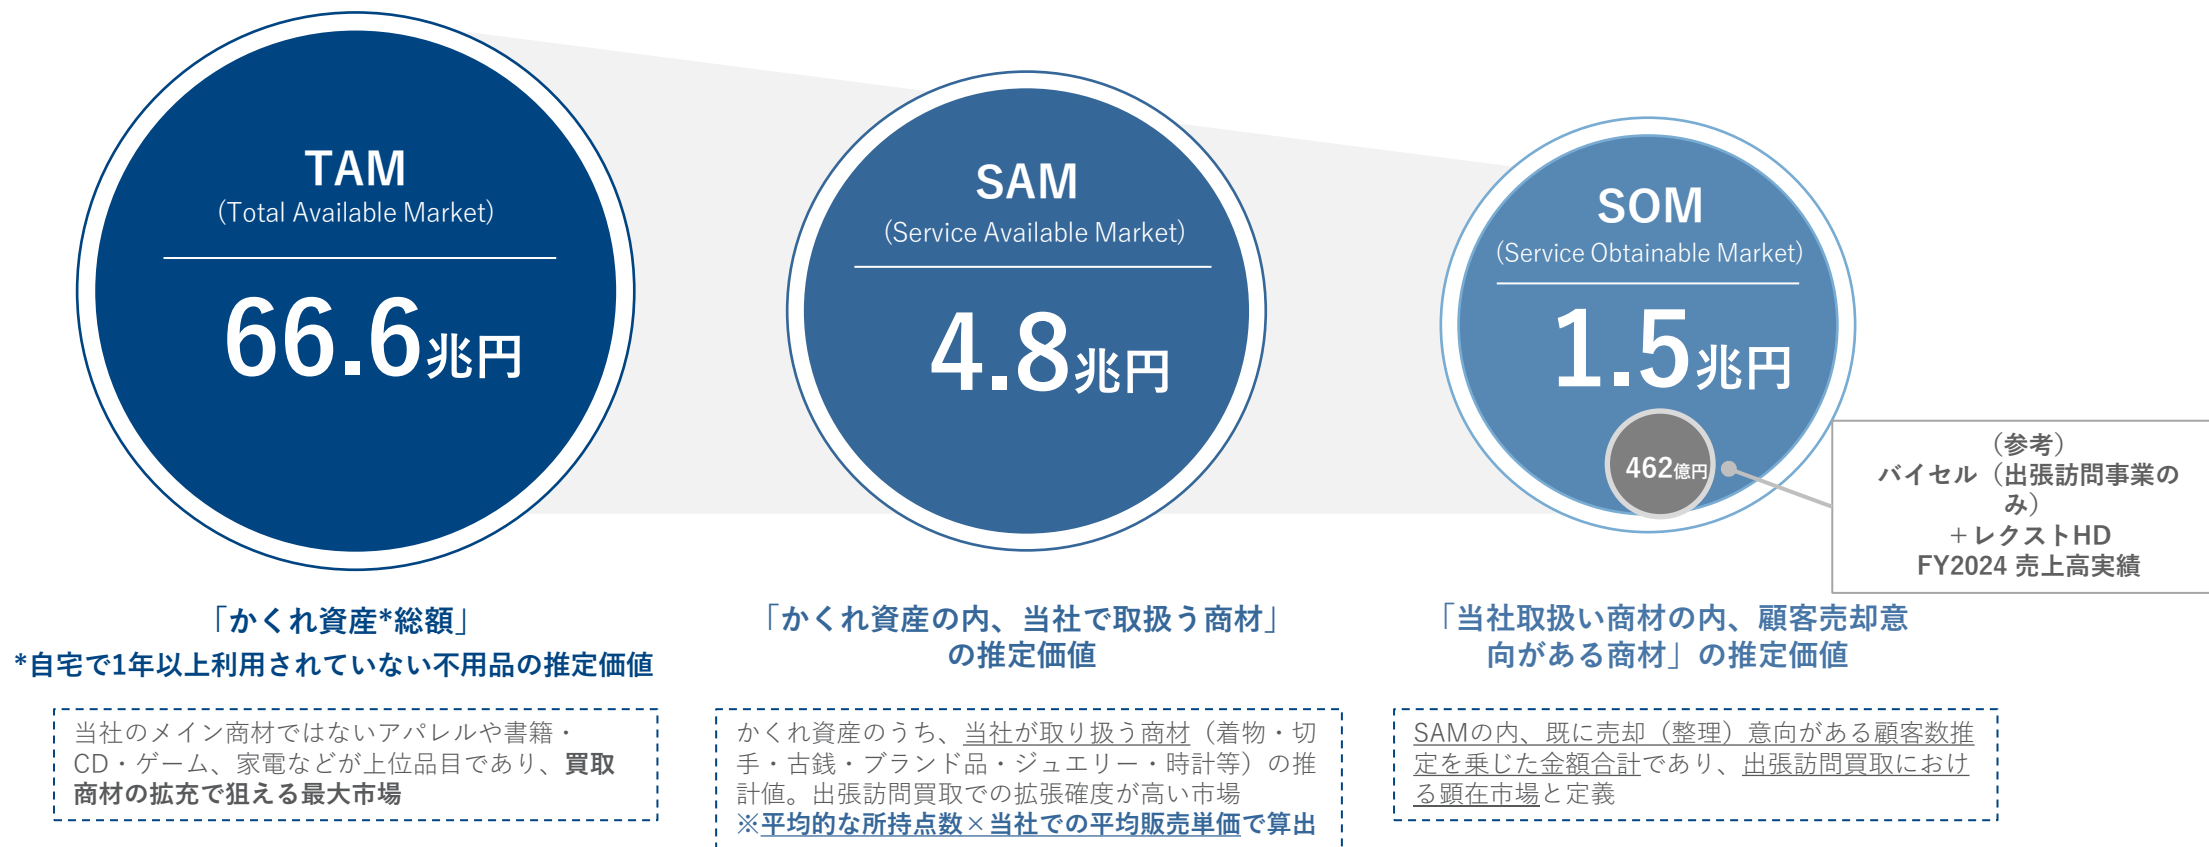 TAM
(Total Available Market)
66.6兆円
SAM
(Service Available Market)
4.8兆円
SOM
(Service Obtainable Market)
1.5兆円
462億円
（参考）
バイセル（出張訪問事業の
み）
＋レクストHD
FY2024 売上高実績
「かくれ資産*総額」
*自宅で1年以上利用されていない不用品の推定価値
当社のメイン商材ではないアパレルや書籍・
CD・ゲーム、家電などが上位品目であり、買取
商材の拡充で狙える最大市場
「かくれ資産の内、当社で取扱う商材」
の推定価値
かくれ資産のうち、当社が取り扱う商材（着物・切
手・古銭・ブランド品・ジュエリー・時計等）の推
計値。出張訪問買取での拡張確度が高い市場
※平均的な所持点数×当社での平均販売単価で算出
「当社取扱い商材の内、顧客売却意
向がある商材」の推定価値
SAMの内、既に売却（整理）意向がある顧客数推
定を乗じた金額合計であり、出張訪問買取におけ
る顕在市場と定義